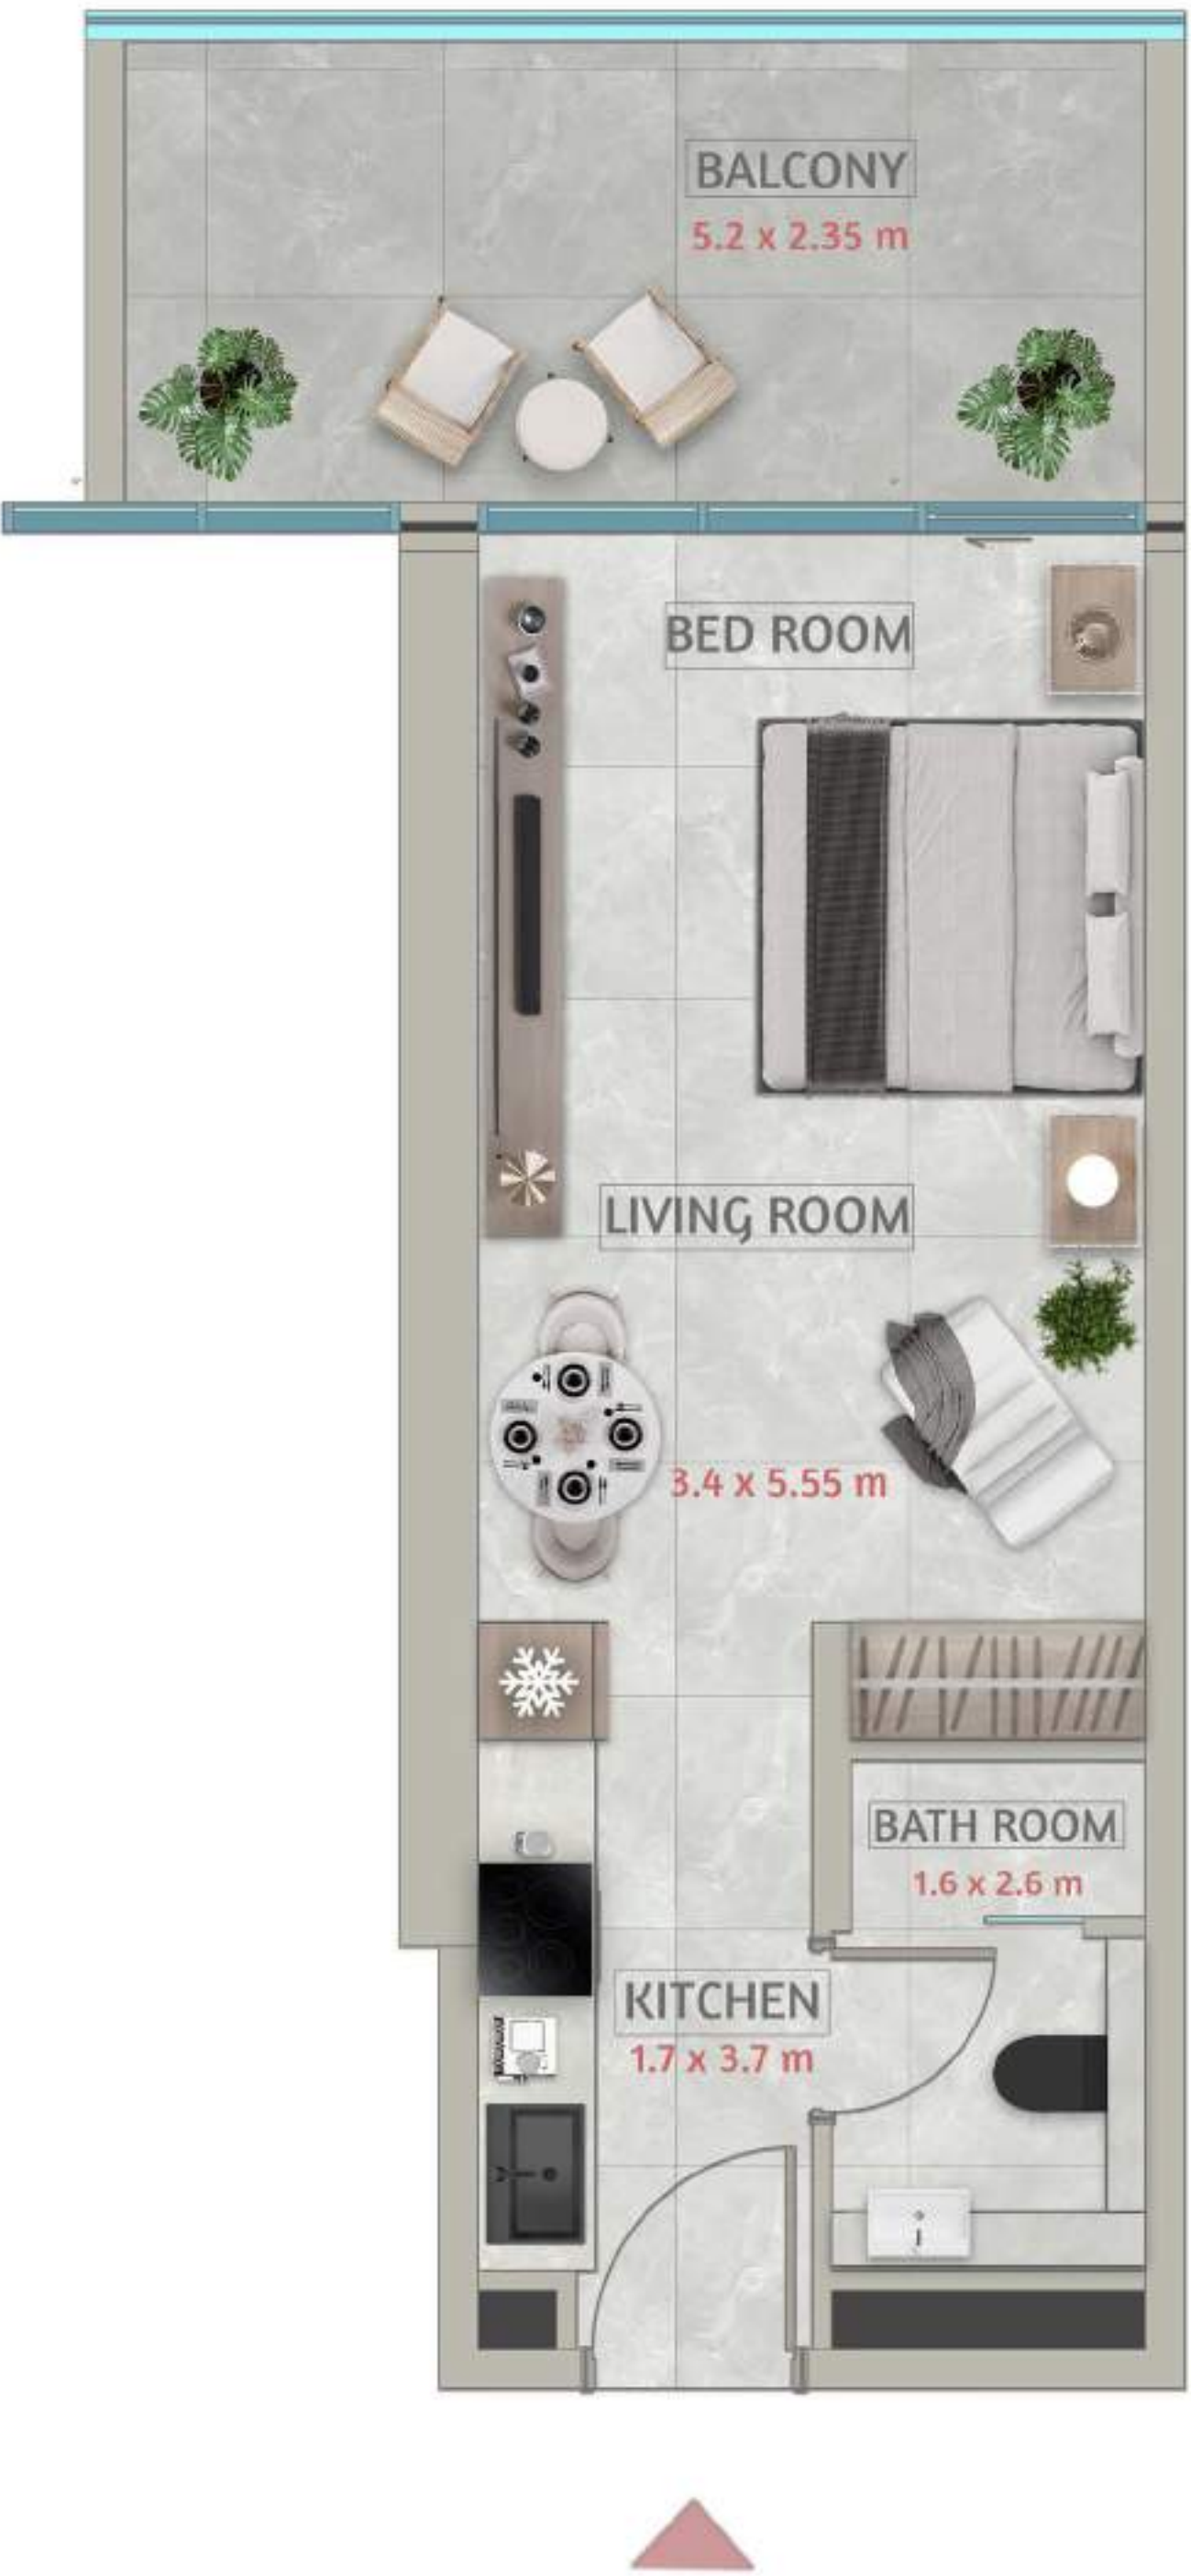 BALCONY
5.2 x 2.35 m
BED ROOM
LIVING ROOM
3.4 x 5.55 m
BATH ROOM
1.6 x 2.6 m
KITCHEN
1.7 x 3.7 m